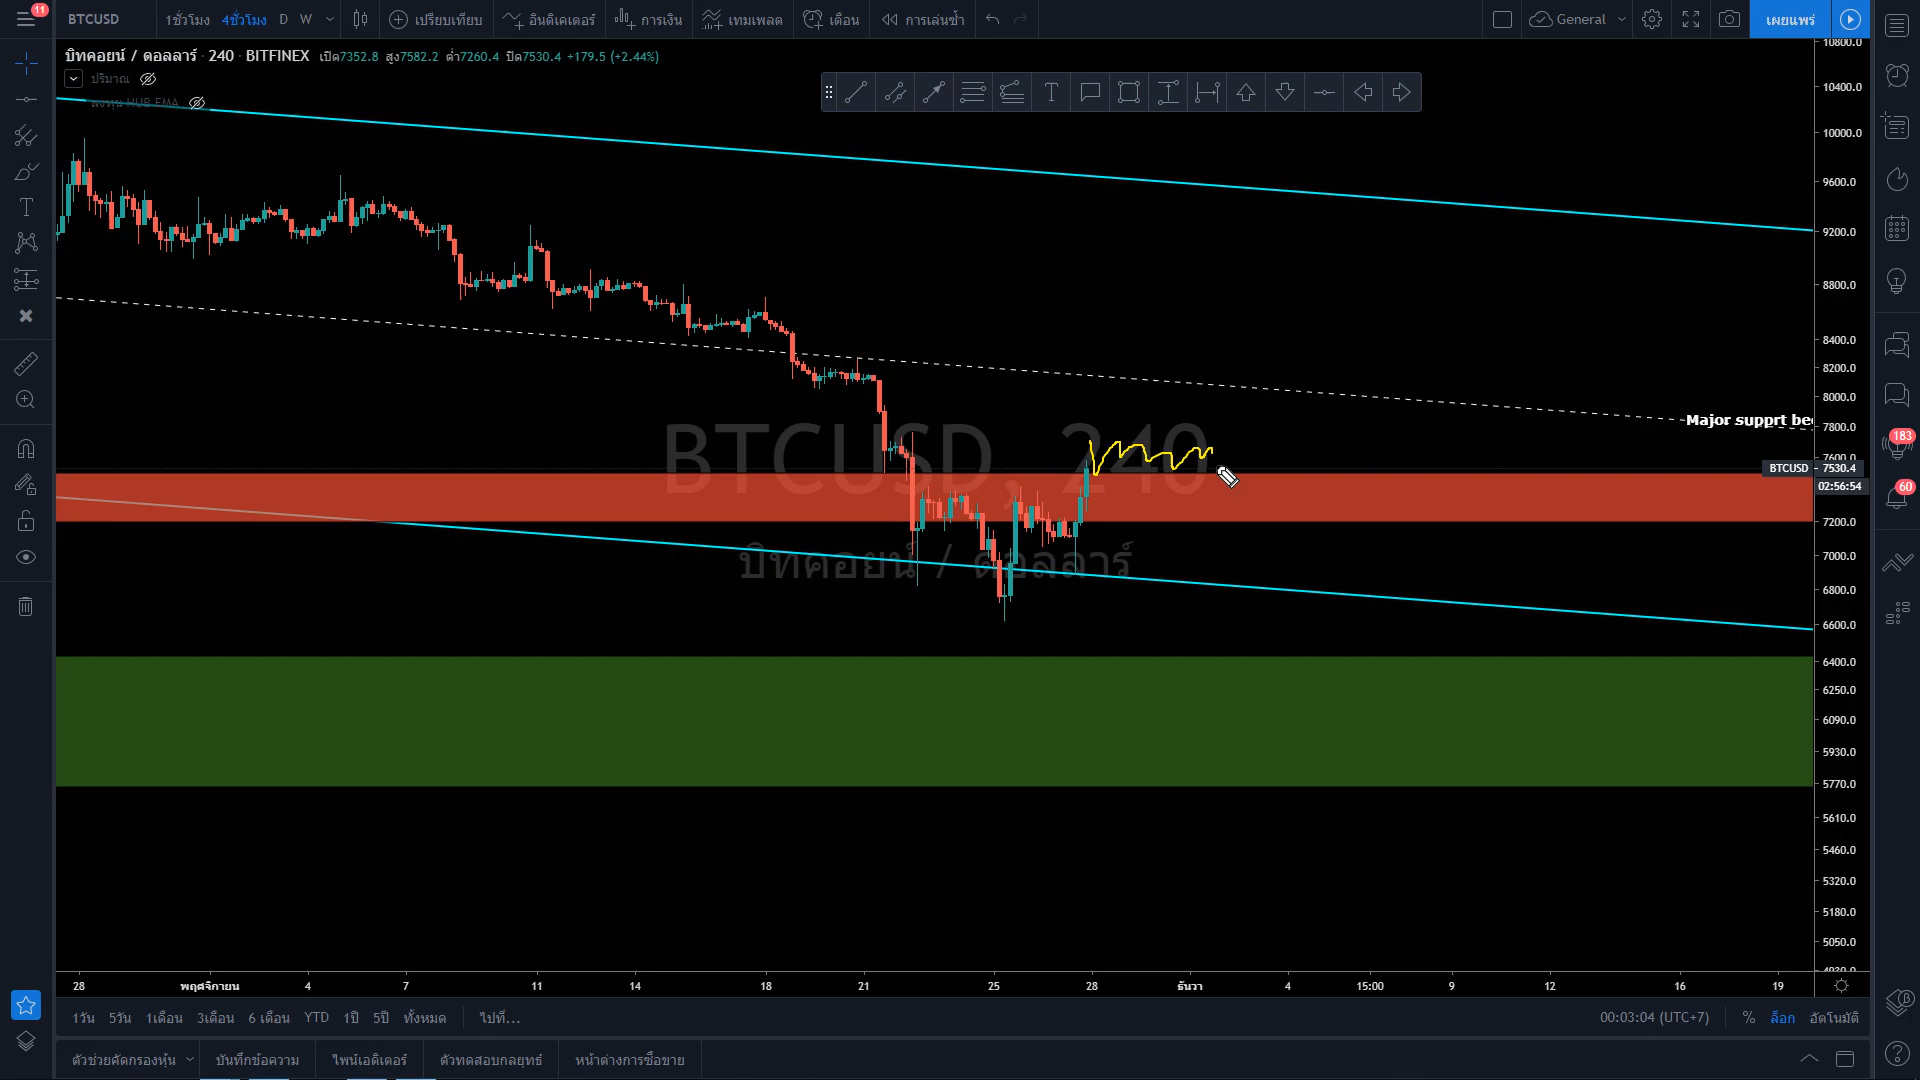 11
BTCUSD
1ชั่วโมง 4ชั่วโมง D W
เปรียบเทียบ
อินดิเคเตอร์
การเงิน
เทมเพลต
เตือน
การเล่นซ้ำ
General
เผยแพร่
บิทคอยน์ / ดอลลาร์ · 240 · BITFINEX เปิด7352.8 สูง7582.2 ต่ำ7260.4 ปิด7530.4 +179.5 (+2.44%)
ปริมาณ
ลงทุน HUB EMA
10800.0
10400.0
10000.0
9600.0
9200.0
8800.0
8400.0
8200.0
8000.0
Major supprt be
7800.0
7600.0
BTCUSD 7530.4
02:56:54
7200.0
7000.0
6800.0
6600.0
6400.0
6250.0
6090.0
5930.0
5770.0
5610.0
5460.0
5320.0
5180.0
5050.0
4930.0
BTCUSD, 240
บิทคอยน์ / ดอลลาร์
183
60
28 พฤศจิกายน 4 7 11 14 18 21 25 28 ธันวา 4 15:00 9 12 16 19
1วัน 5วัน 1เดือน 3เดือน 6 เดือน YTD 1ปี 5ปี ทั้งหมด ไปที่...
00:03:04 (UTC+7) % ล็อก อัตโนมัติ
ตัวช่วยคัดกรองหุ้น บันทึกข้อความ ไพน์เอดิเตอร์ ตัวทดสอบกลยุทธ์ หน้าต่างการซื้อขาย